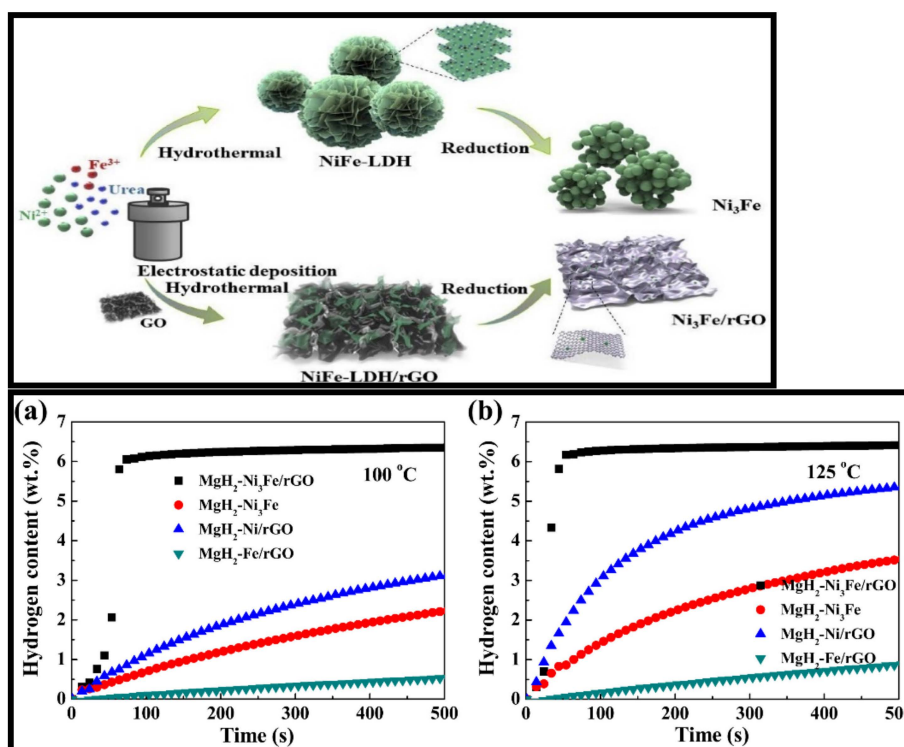 Fe³⁺
Urea
Ni²⁺
Hydrothermal
NiFe-LDH
Reduction
Ni₃Fe
Electrostatic deposition
Hydrothermal
GO
NiFe-LDH/rGO
Reduction
Ni₃Fe/rGO
(a)
100 °C
MgH₂-Ni₃Fe/rGO
MgH₂-Ni₃Fe
MgH₂-Ni/rGO
MgH₂-Fe/rGO
Hydrogen content (wt.%)
7
6
5
4
3
2
1
0
0 100 200 300 400 500
Time (s)
(b)
125 °C
MgH₂-Ni₃Fe/rGO
MgH₂-Ni₃Fe
MgH₂-Ni/rGO
MgH₂-Fe/rGO
Hydrogen content (wt.%)
7
6
5
4
3
2
1
0
0 100 200 300 400 500
Time (s)